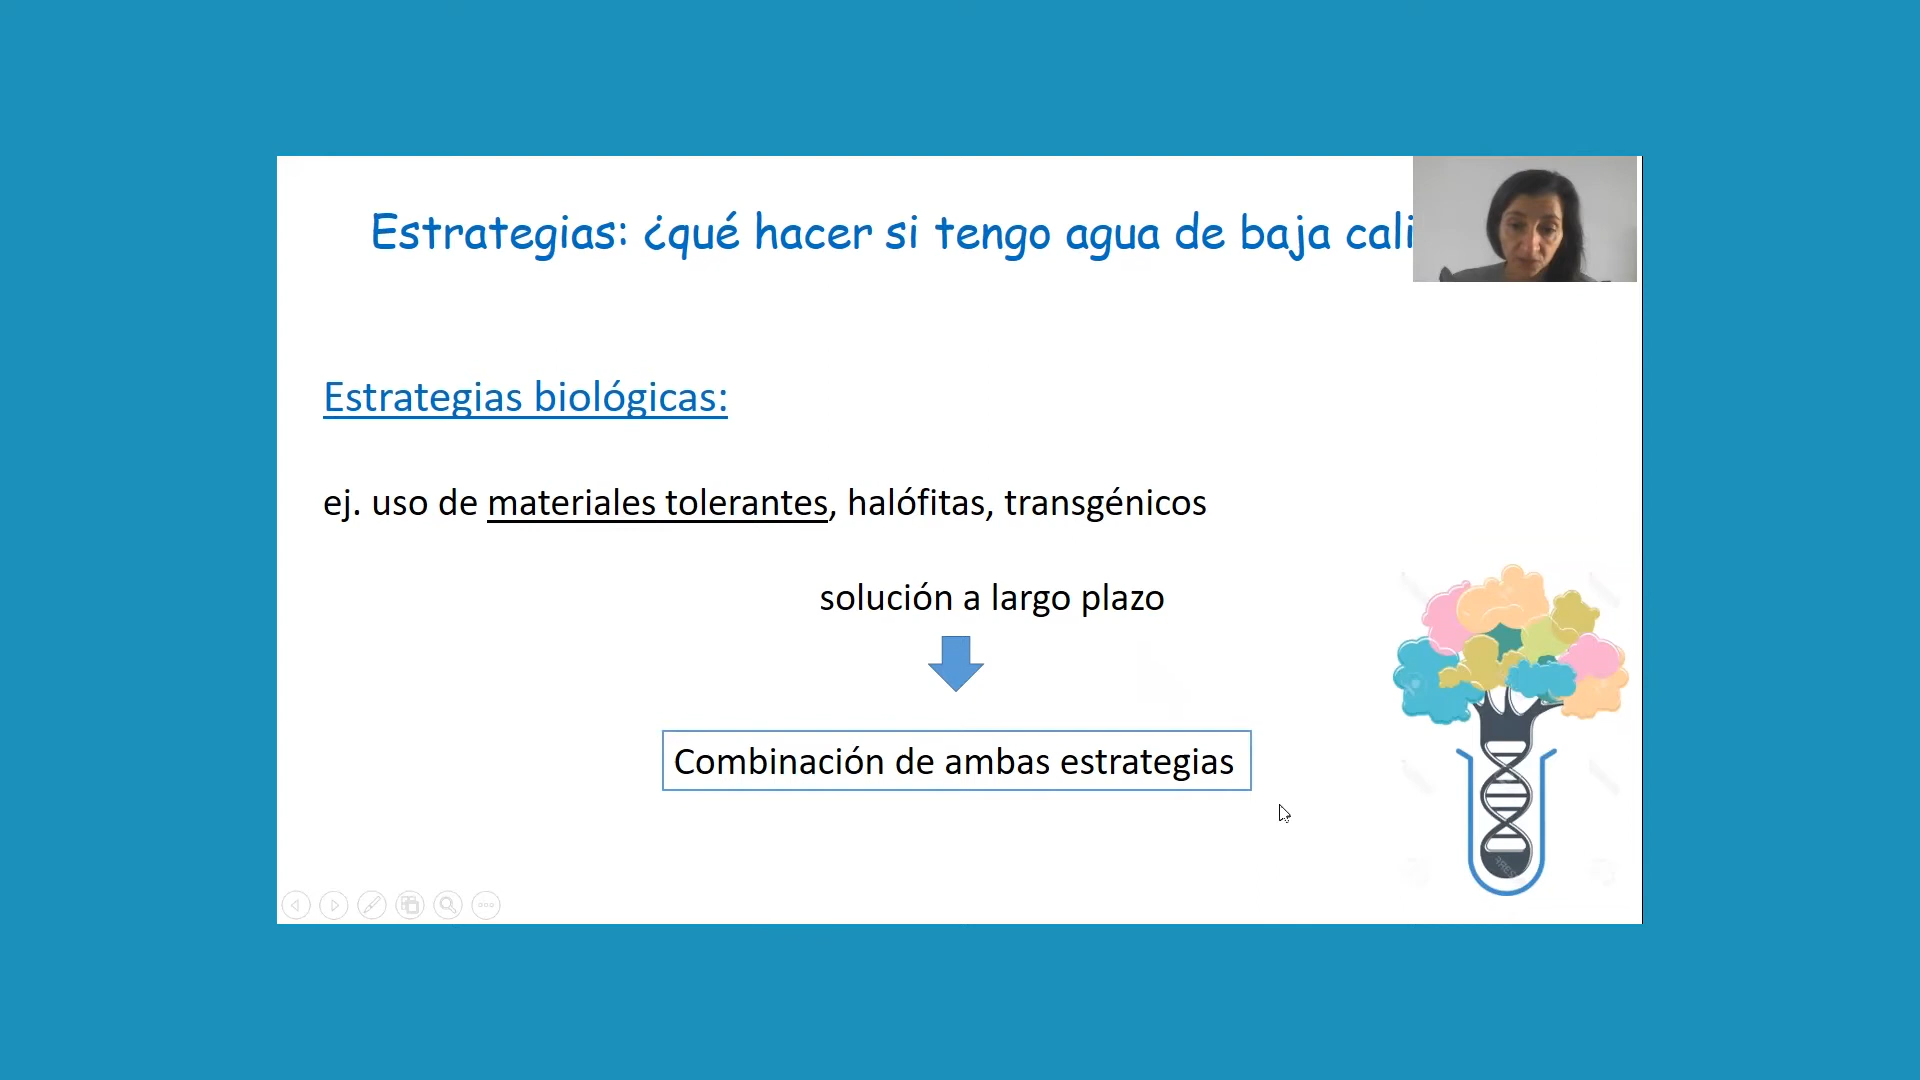 Estrategias: ¿qué hacer si tengo agua de baja cali
Estrategias biológicas:
ej. uso de materiales tolerantes, halófitas, transgénicos
solución a largo plazo
Combinación de ambas estrategias